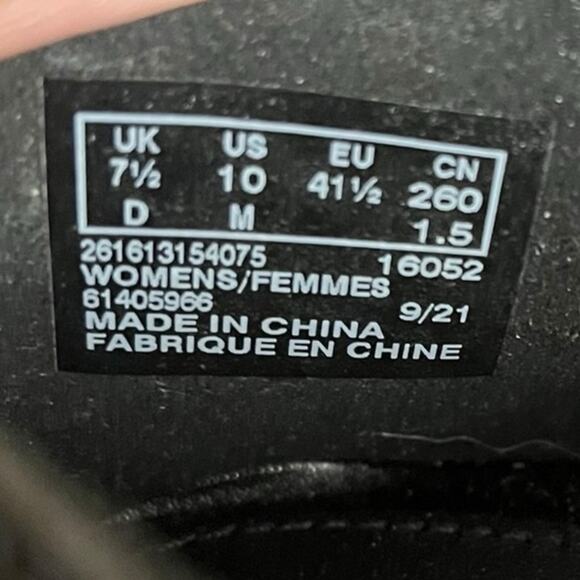 UK US EU CN
7½ 10 41½ 260
D M 1.5
261613154075 16052
WOMENS/FEMMES
61405966 9/21
MADE IN CHINA
FABRIQUE EN CHINE